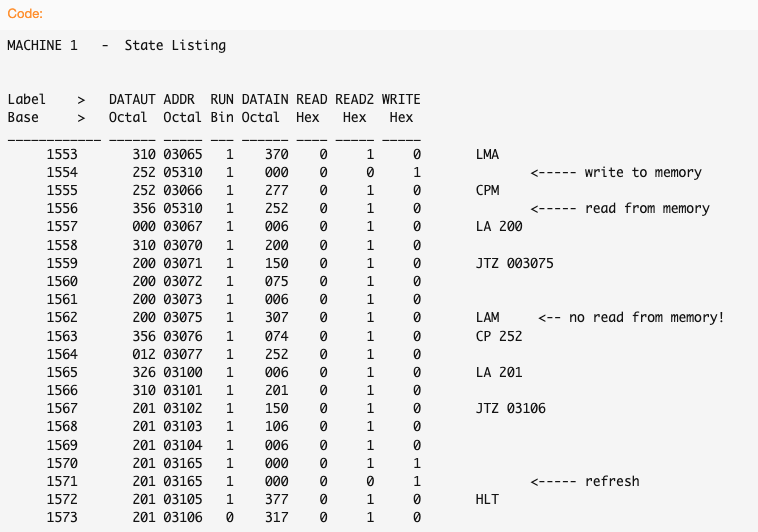 Code:
MACHINE 1 - State Listing
Label > DATAUT ADDR RUN DATAIN READ READ2 WRITE
Base > Octal Octal Bin Octal Hex Hex Hex
____________ ______ _____ ___ ______ ____ _____ _____
1553 310 03065 1 370 0 1 0 LMA
1554 252 05310 1 000 0 0 1 <----- write to memory
1555 252 03066 1 277 0 1 0 CPM
1556 356 05310 1 252 0 1 0 <----- read from memory
1557 000 03067 1 006 0 1 0 LA 200
1558 310 03070 1 200 0 1 0
1559 200 03071 1 150 0 1 0 JTZ 003075
1560 200 03072 1 075 0 1 0
1561 200 03073 1 006 0 1 0
1562 200 03075 1 307 0 1 0 LAM <-- no read from memory!
1563 356 03076 1 074 0 1 0 CP 252
1564 012 03077 1 252 0 1 0
1565 326 03100 1 006 0 1 0 LA 201
1566 310 03101 1 201 0 1 0
1567 201 03102 1 150 0 1 0 JTZ 03106
1568 201 03103 1 106 0 1 0
1569 201 03104 1 006 0 1 0
1570 201 03165 1 000 0 1 1
1571 201 03165 1 000 0 0 1 <----- refresh
1572 201 03105 1 377 0 1 0 HLT
1573 201 03106 0 317 0 1 0